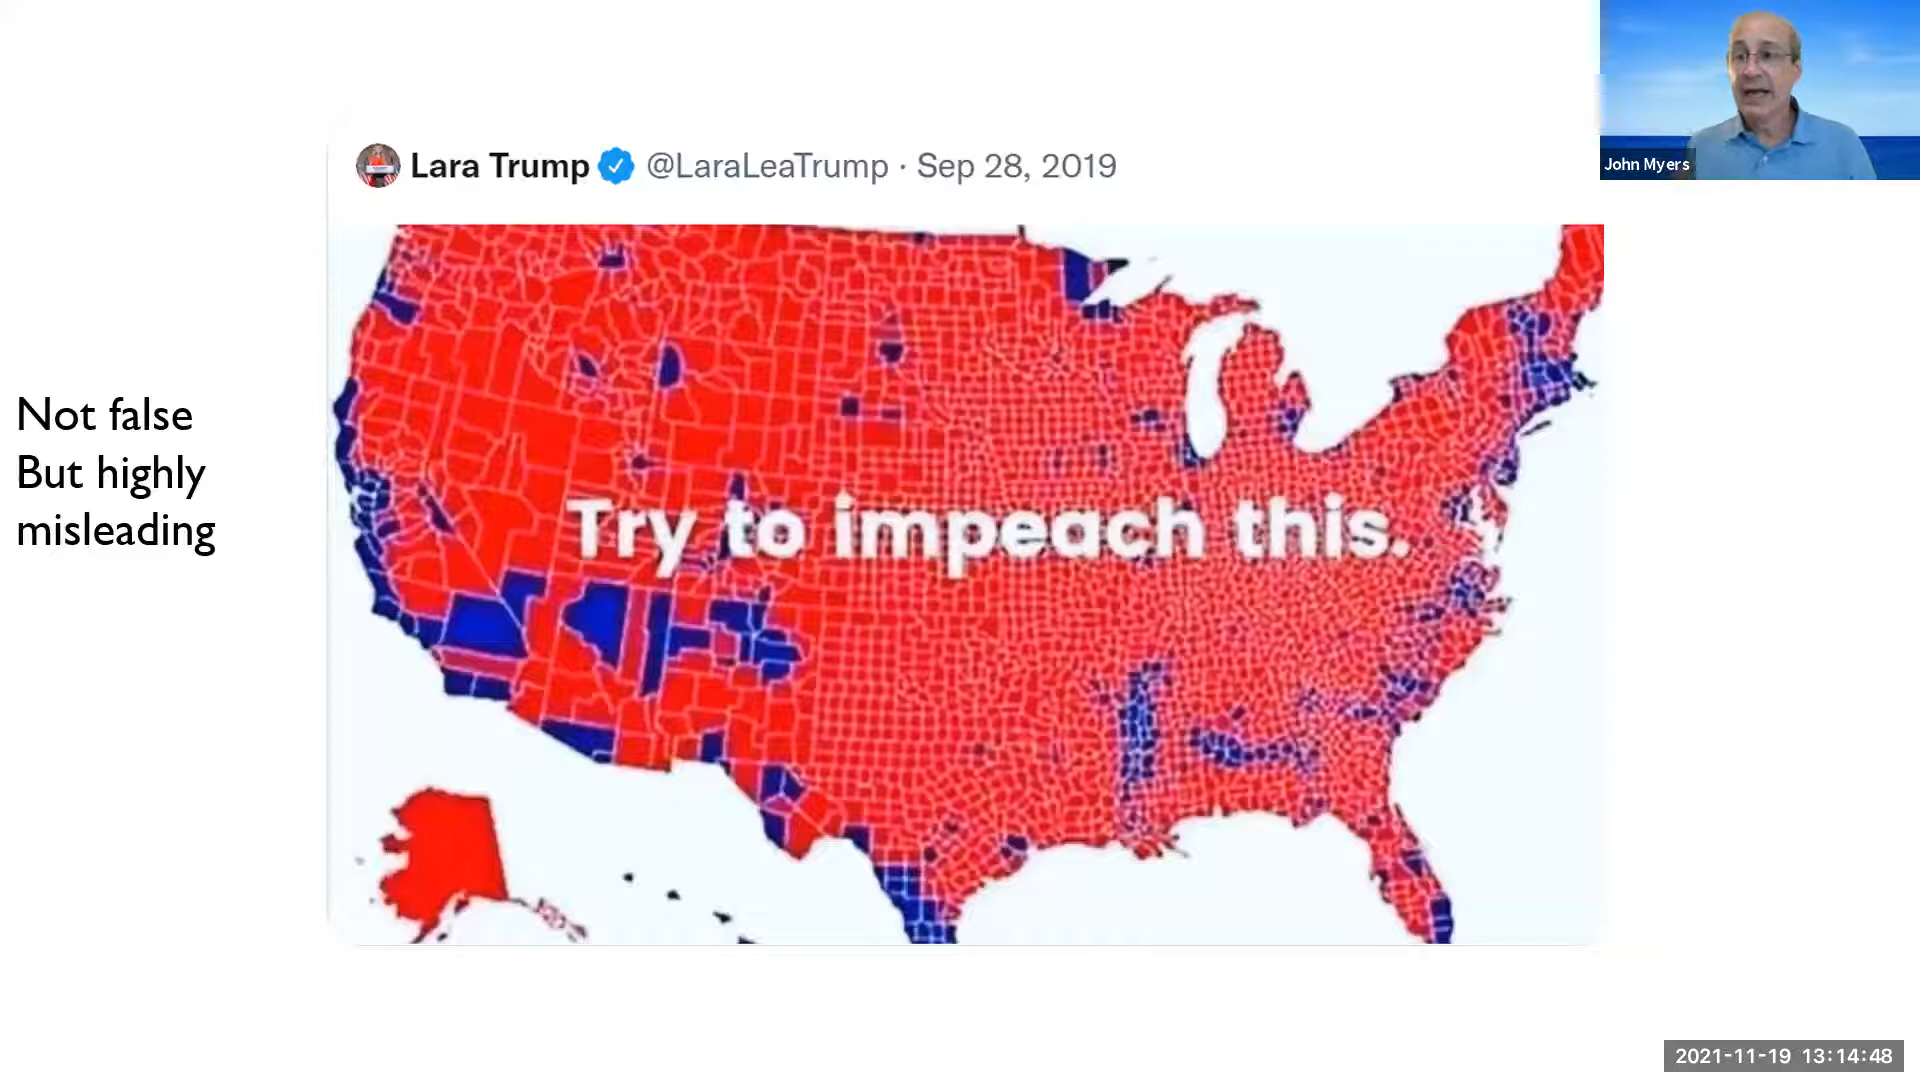 John Myers
Lara Trump @LaraLeaTrump · Sep 28, 2019
Not false
But highly
misleading
Try to impeach this.
2021-11-19 13:14:48